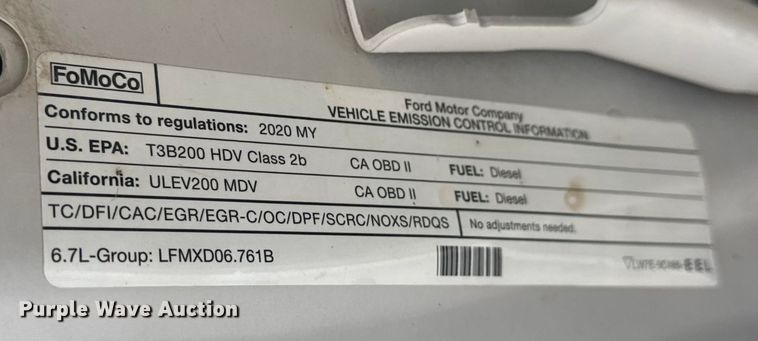 FoMoCo
Ford Motor Company
VEHICLE EMISSION CONTROL INFORMATION
Conforms to regulations: 2020 MY
U.S. EPA: T3B200 HDV Class 2b CA OBD II FUEL: Diesel
California: ULEV200 MDV CA OBD II FUEL: Diesel
TC/DFI/CAC/EGR/EGR-C/OC/DPF/SCRC/NOXS/RDQS No adjustments needed.
6.7L-Group: LFMXD06.761B
Purple Wave Auction